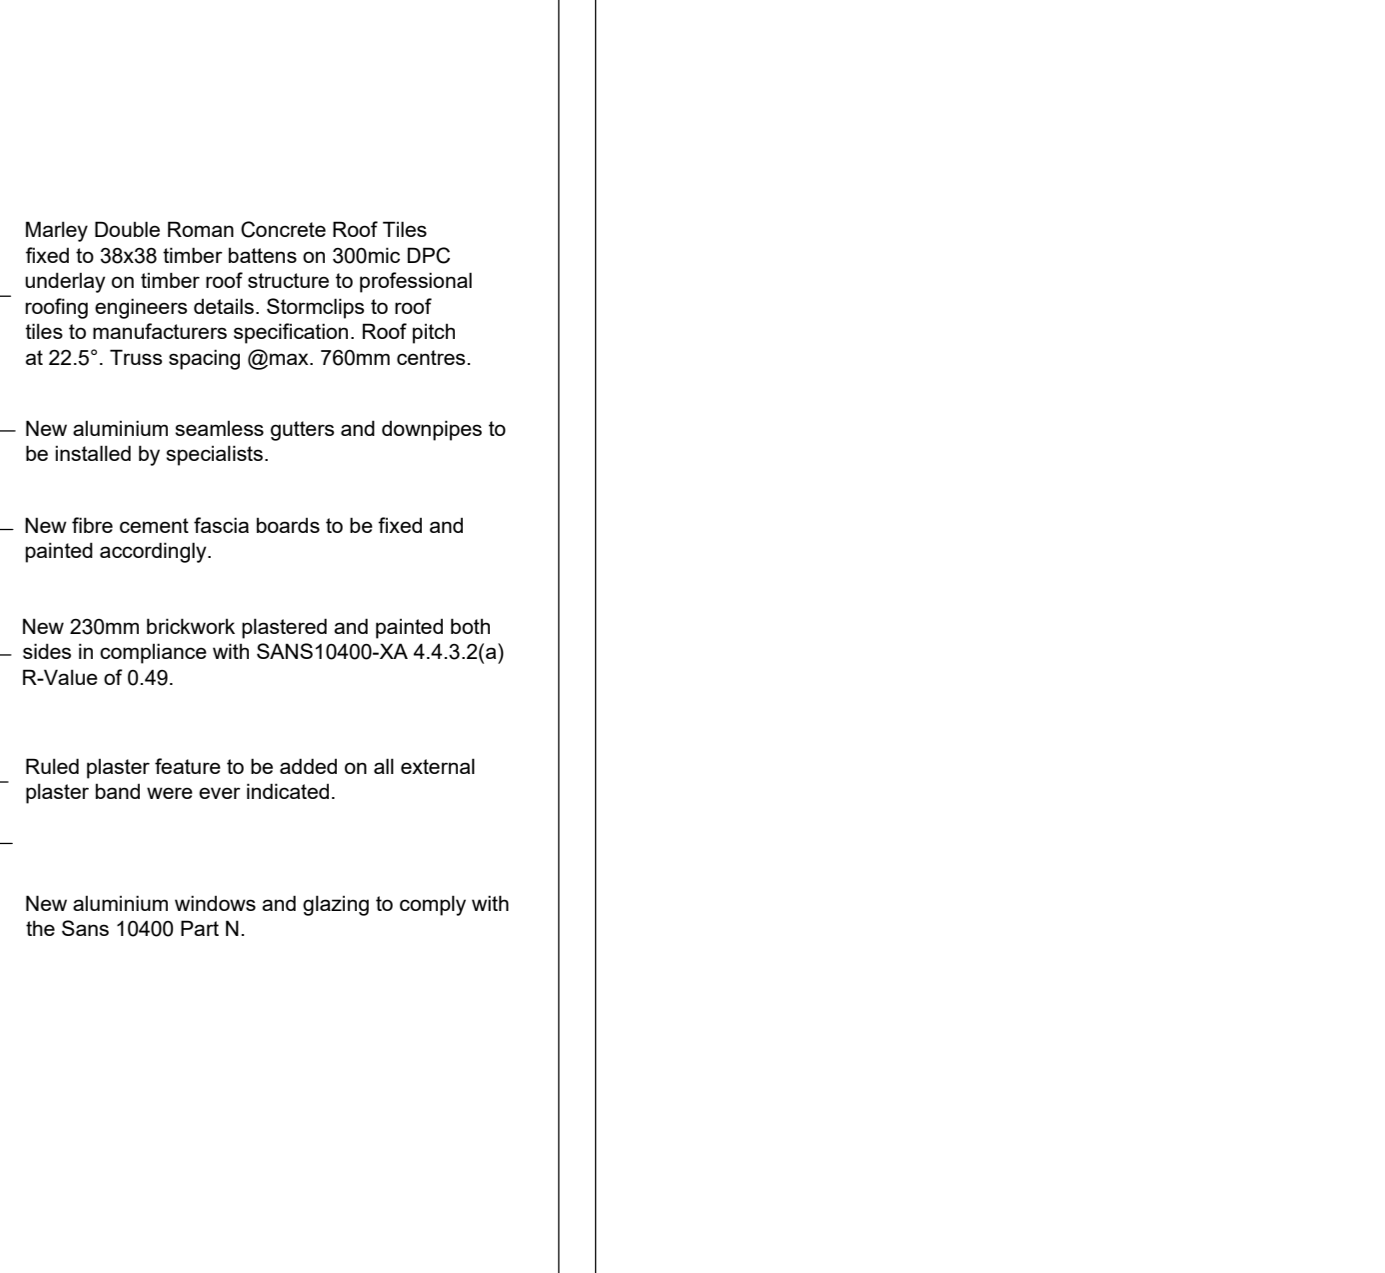 Marley Double Roman Concrete Roof Tiles
fixed to 38x38 timber battens on 300mic DPC
underlay on timber roof structure to professional
roofing engineers details. Stormclips to roof
tiles to manufacturers specification. Roof pitch
at 22.5°. Truss spacing @max. 760mm centres.
New aluminium seamless gutters and downpipes to
be installed by specialists.
New fibre cement fascia boards to be fixed and
painted accordingly.
New 230mm brickwork plastered and painted both
sides in compliance with SANS10400-XA 4.4.3.2(a)
R-Value of 0.49.
Ruled plaster feature to be added on all external
plaster band were ever indicated.
New aluminium windows and glazing to comply with
the Sans 10400 Part N.